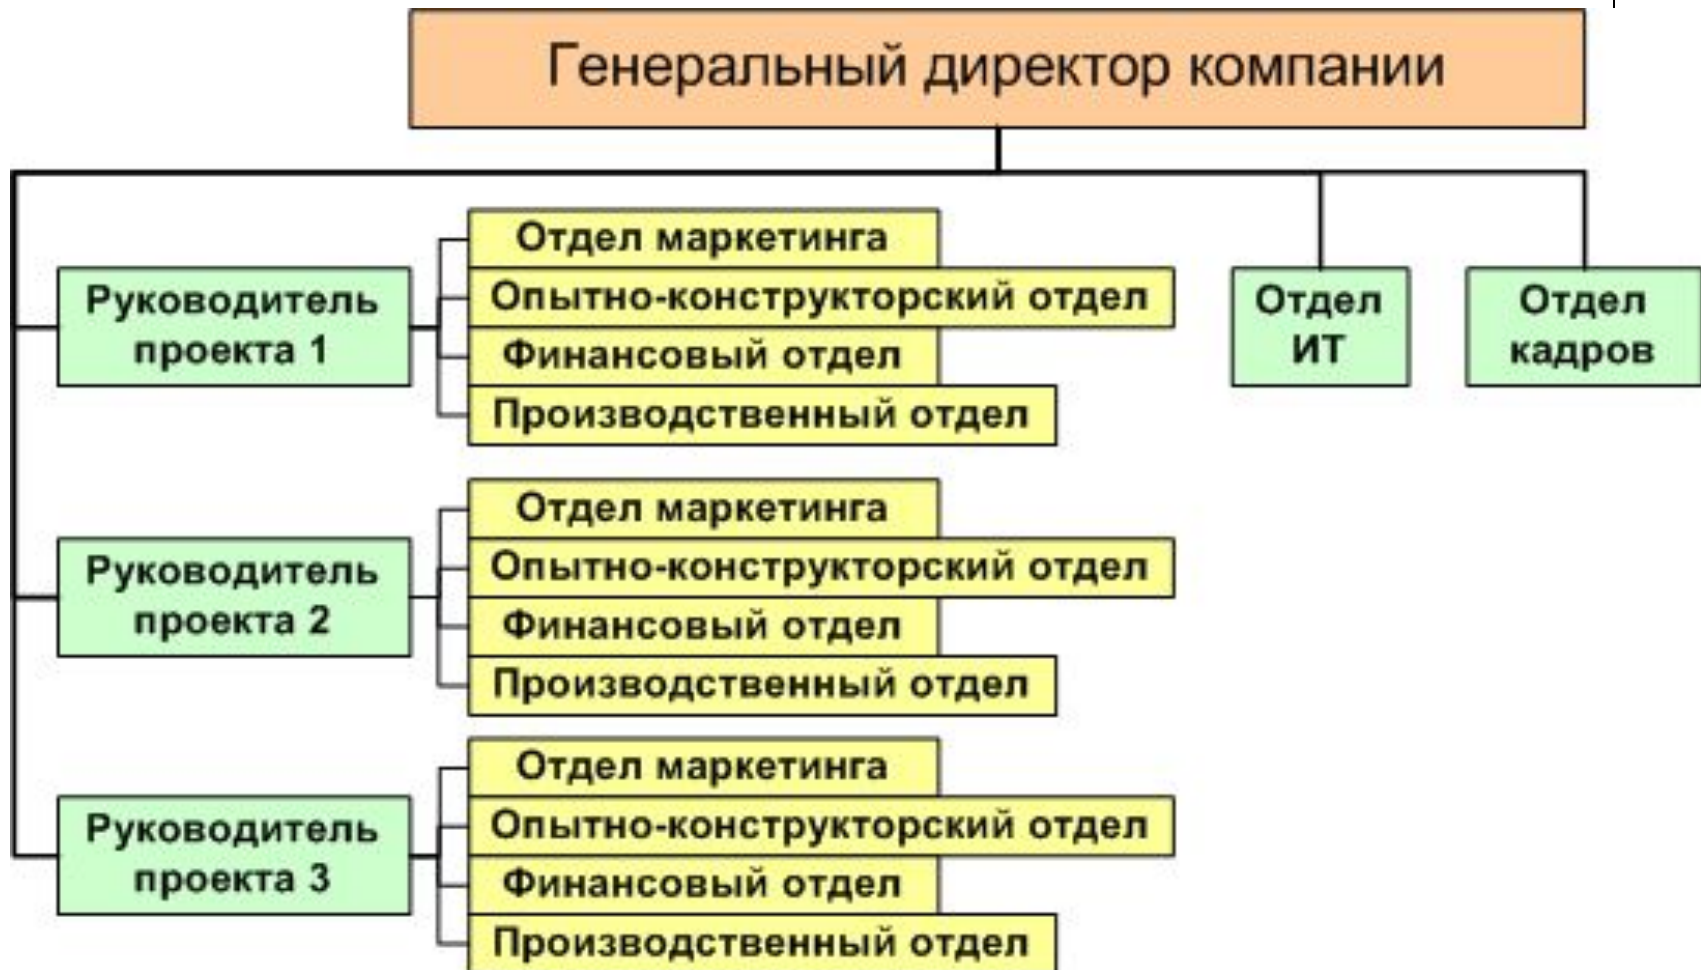 Генеральный директор компании
Руководитель
проекта 1
Отдел маркетинга
Опытно-конструкторский отдел
Финансовый отдел
Производственный отдел
Отдел
ИТ
Отдел
кадров
Руководитель
проекта 2
Отдел маркетинга
Опытно-конструкторский отдел
Финансовый отдел
Производственный отдел
Руководитель
проекта 3
Отдел маркетинга
Опытно-конструкторский отдел
Финансовый отдел
Производственный отдел